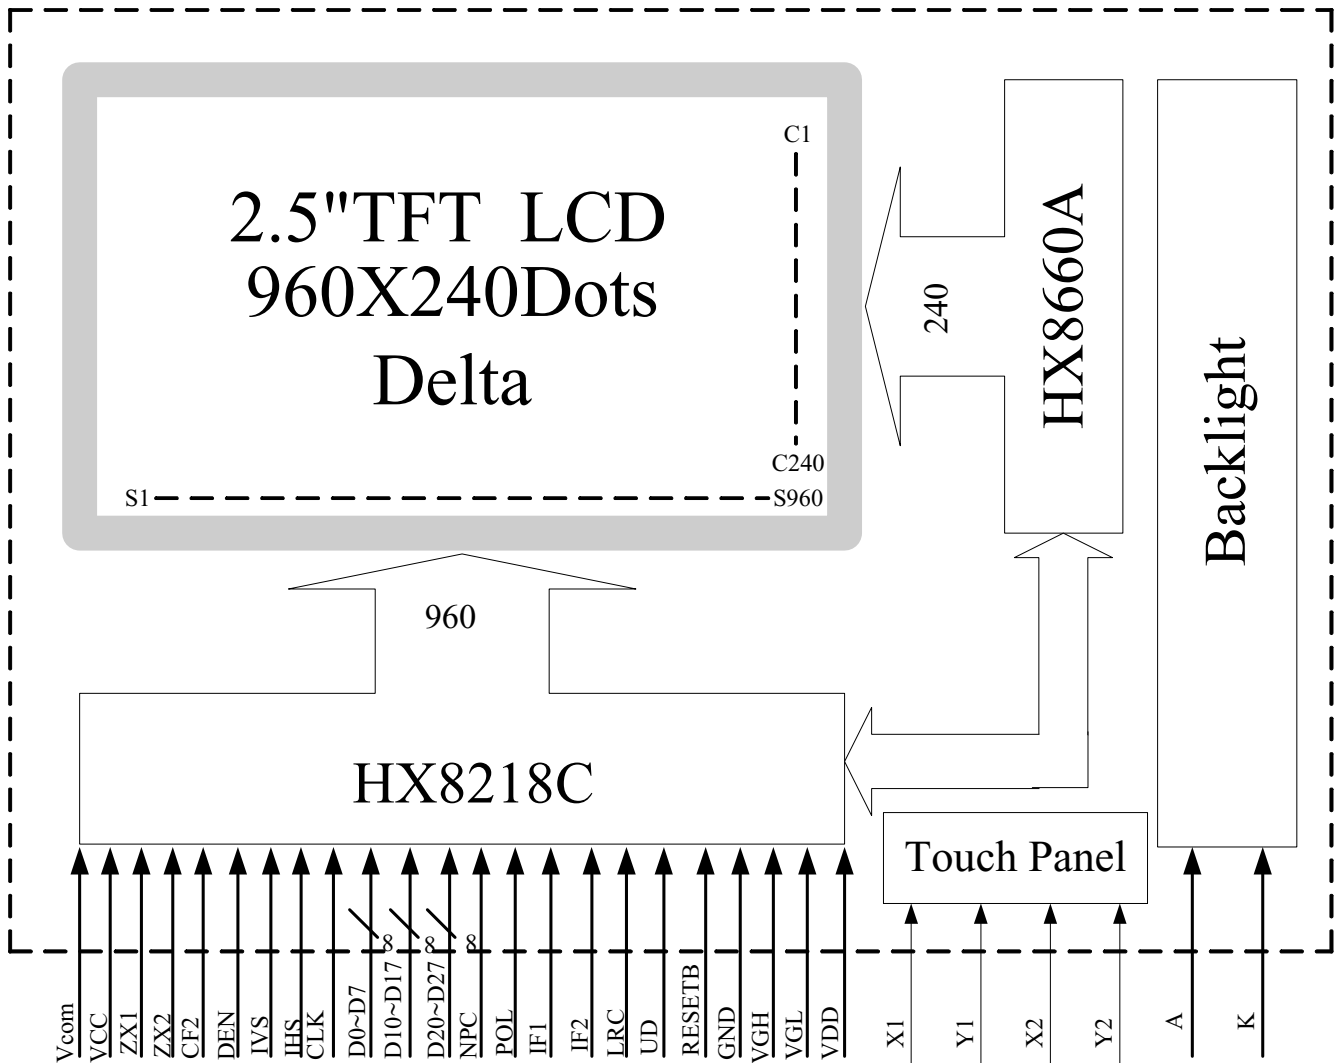 C1
2.5"TFT LCD
960X240Dots
Delta
C240
S1
S960
240
HX8660A
Backlight
960
HX8218C
Touch Panel
8
8
8
Vcom
VCC
ZX1
ZX2
CF2
DEN
IVS
IHS
CLK
D0~D7
D10~D17
D20~D27
NPC
POL
IF1
IF2
LRC
UD
RESETB
GND
VGH
VGL
VDD
X1
Y1
X2
Y2
A
K